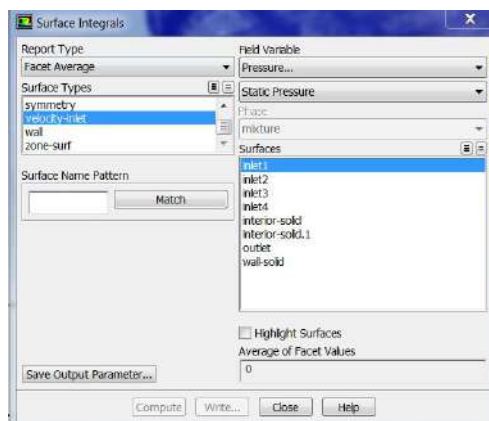 Surface Integrals
X
Report Type
Facet Average
Surface Types
symmetry
velocity-inlet
wall
zone-surf
Surface Name Pattern
Match
Save Output Parameter...
Field Variable
Pressure...
Static Pressure
Phase
mixture
Surfaces
inlet1
inlet2
inlet3
inlet4
interior-solid
interior-solid.1
outlet
wall-solid
Highlight Surfaces
Average of Facet Values
0
Compute Write... Close Help